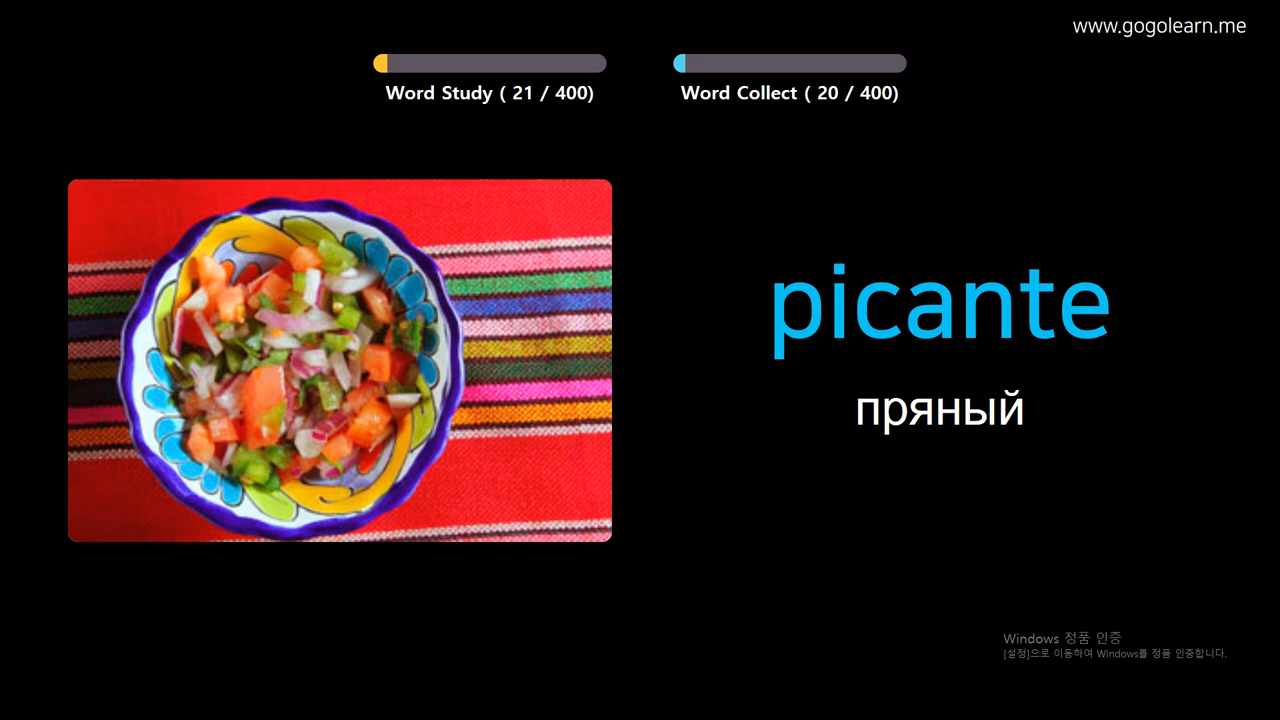 www.gogolearn.me
Word Study ( 21 / 400)
Word Collect ( 20 / 400)
picante
пряный
Windows 정품 인증
[설정]으로 이동하여 Windows를 정품 인증합니다.